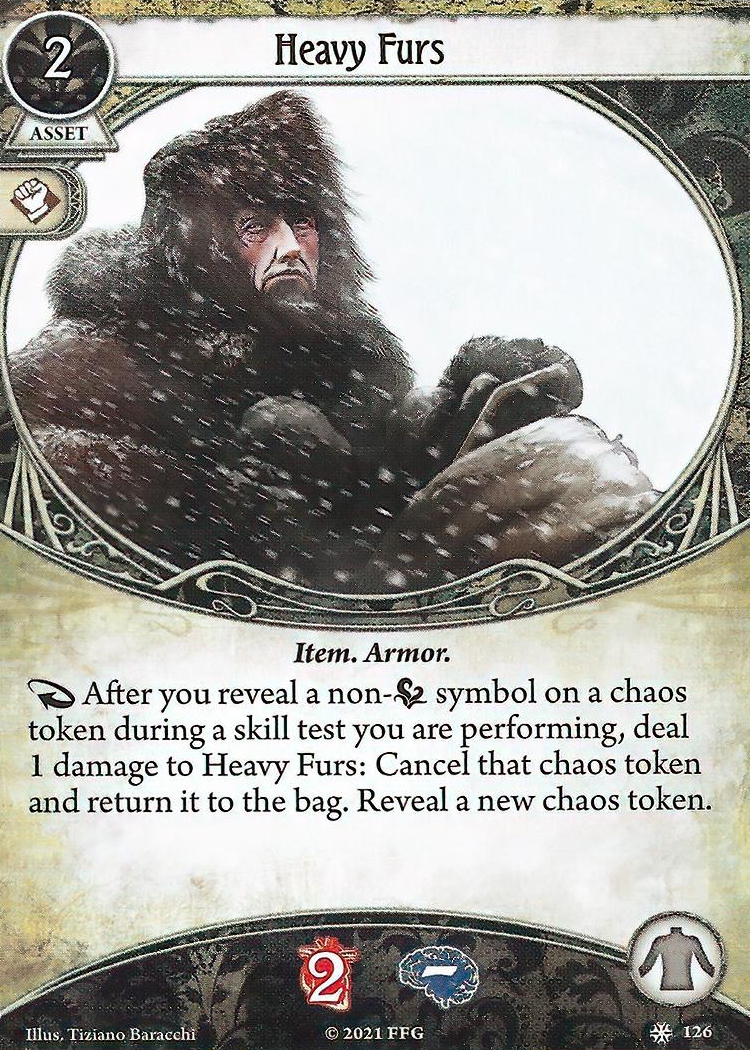 2
Heavy Furs
ASSET
Item. Armor.
After you reveal a non- symbol on a chaos
token during a skill test you are performing, deal
1 damage to Heavy Furs: Cancel that chaos token
and return it to the bag. Reveal a new chaos token.
2 -
Illus. Tiziano Baracchi © 2021 FFG 126